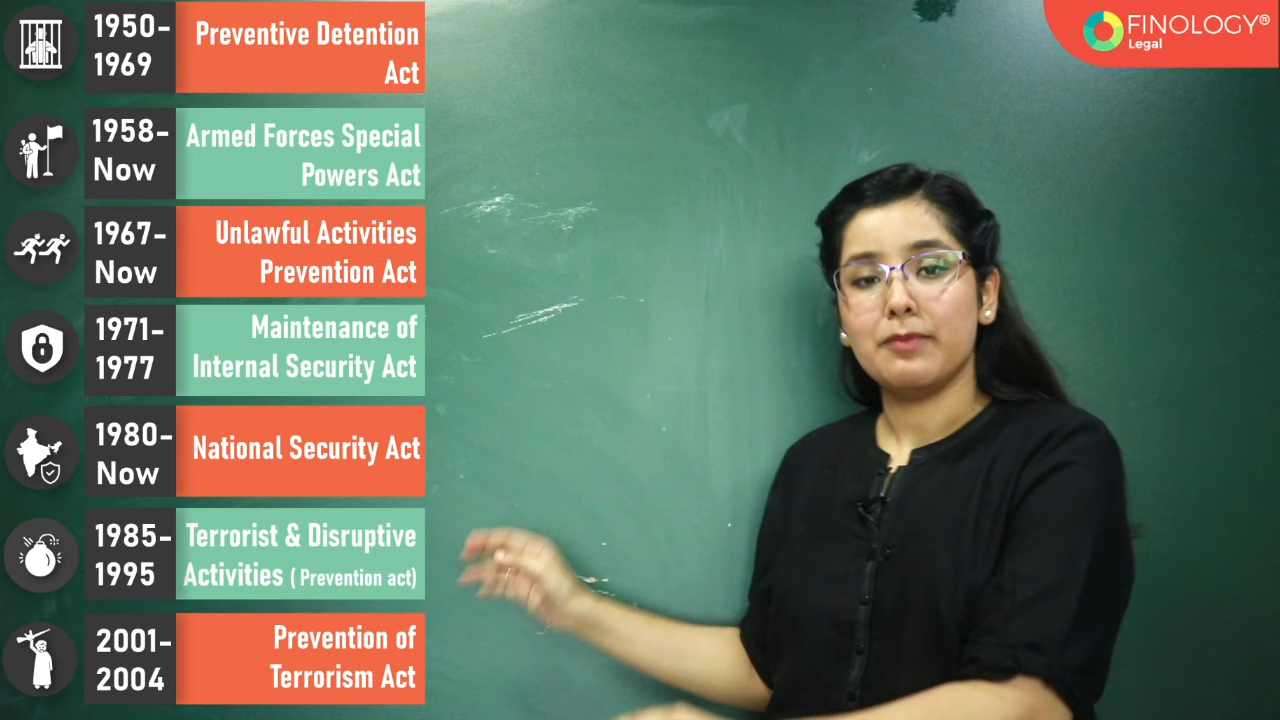 1950-
1969
Preventive Detention
Act
1958-
Now
Armed Forces Special
Powers Act
1967-
Now
Unlawful Activities
Prevention Act
1971-
1977
Maintenance of
Internal Security Act
1980-
Now
National Security Act
1985-
1995
Terrorist & Disruptive
Activities ( Prevention act)
2001-
2004
Prevention of
Terrorism Act
FINOLOGY®
Legal